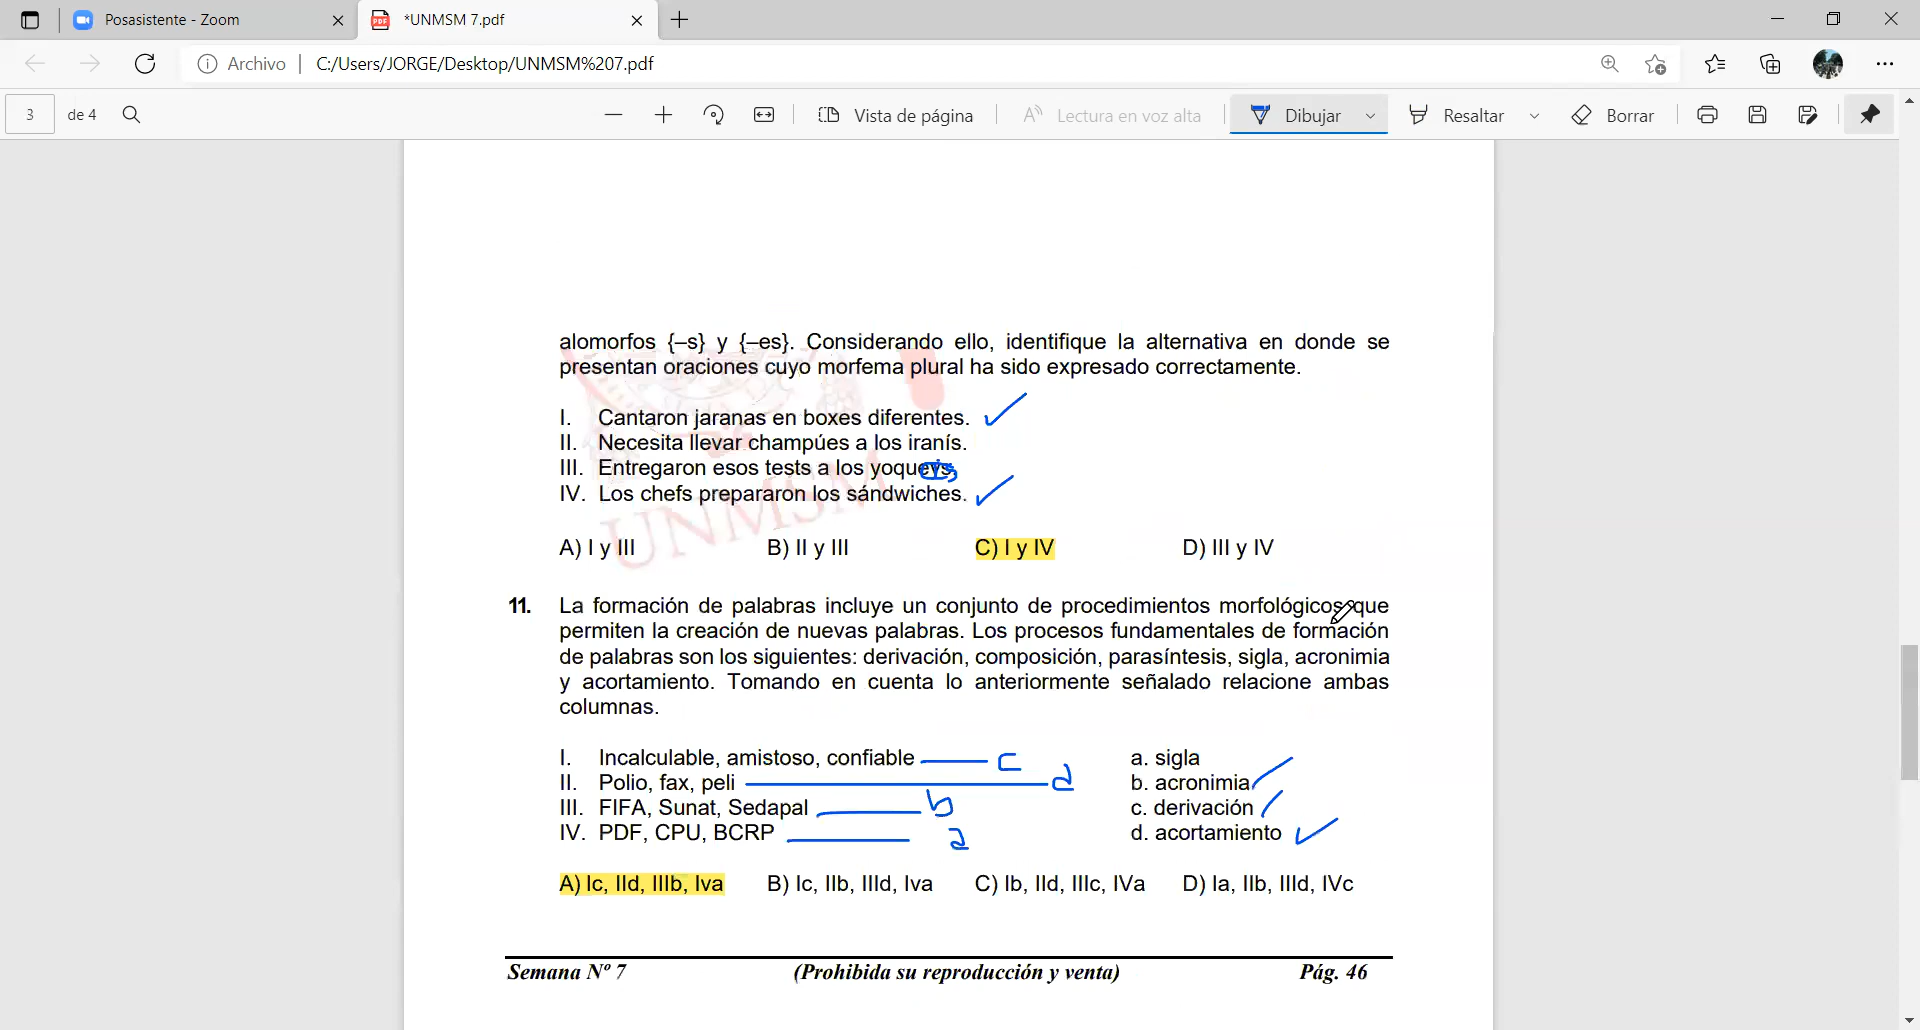 Posasistente - Zoom
*UNMSM 7.pdf
Archivo
C:/Users/JORGE/Desktop/UNMSM%207.pdf
3 de 4
Vista de página
Lectura en voz alta
Dibujar
Resaltar
Borrar
alomorfos {–s} y {–es}. Considerando ello, identifique la alternativa en donde se
presentan oraciones cuyo morfema plural ha sido expresado correctamente.
I. Cantaron jaranas en boxes diferentes.
II. Necesita llevar champúes a los iranís.
III. Entregaron esos tests a los yoqueys.
IV. Los chefs prepararon los sándwiches.
UNMSM
A) I y III B) II y III C) I y IV D) III y IV
11. La formación de palabras incluye un conjunto de procedimientos morfológicos que
permiten la creación de nuevas palabras. Los procesos fundamentales de formación
de palabras son los siguientes: derivación, composición, parasíntesis, sigla, acronimia
y acortamiento. Tomando en cuenta lo anteriormente señalado relacione ambas
columnas.
I. Incalculable, amistoso, confiable c a. sigla
II. Polio, fax, peli d b. acronimia
III. FIFA, Sunat, Sedapal b c. derivación
IV. PDF, CPU, BCRP a d. acortamiento
A) Ic, IId, IIIb, Iva B) Ic, IIb, IIId, Iva C) Ib, IId, IIIc, IVa D) Ia, IIb, IIId, IVc
Semana Nº 7 (Prohibida su reproducción y venta) Pág. 46